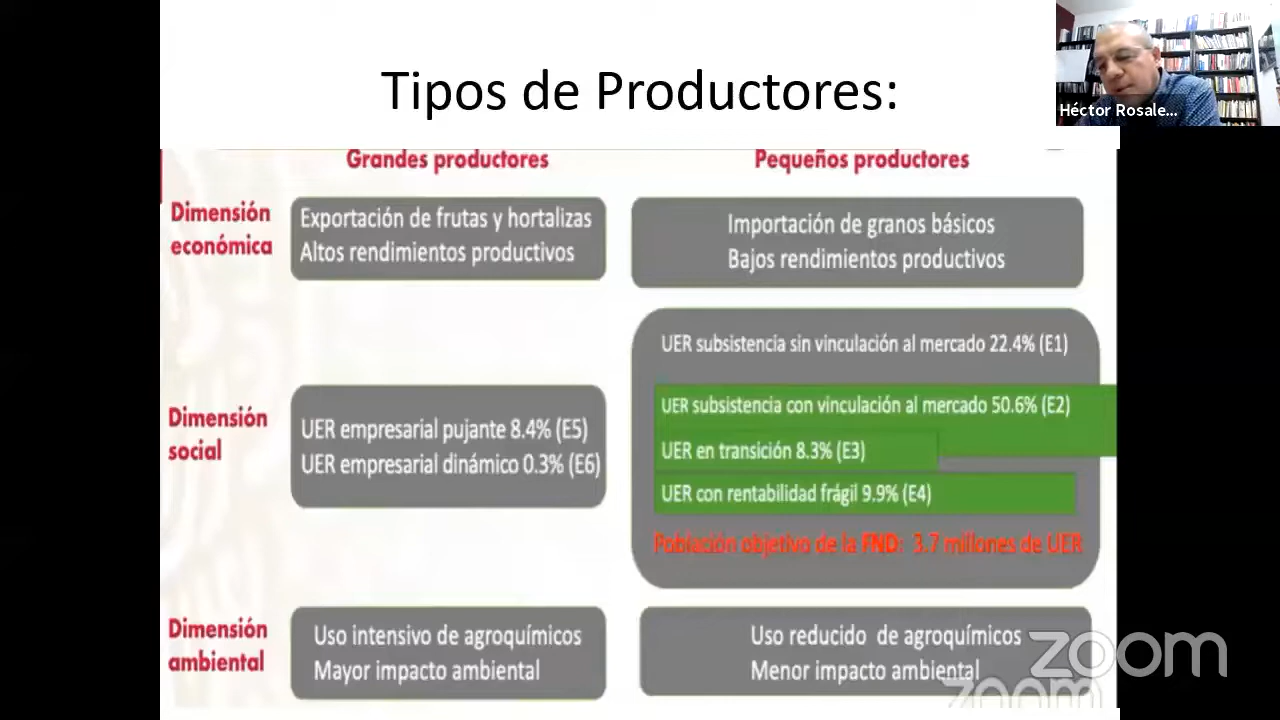 Tipos de Productores:
Héctor Rosale...
Grandes productores
Pequeños productores
Dimensión
económica
Exportación de frutas y hortalizas
Altos rendimientos productivos
Importación de granos básicos
Bajos rendimientos productivos
Dimensión
social
UER empresarial pujante 8.4% (E5)
UER empresarial dinámico 0.3% (E6)
UER subsistencia sin vinculación al mercado 22.4% (E1)
UER subsistencia con vinculación al mercado 50.6% (E2)
UER en transición 8.3% (E3)
UER con rentabilidad frágil 9.9% (E4)
Población objetivo de la FND: 3.7 millones de UER
Dimensión
ambiental
Uso intensivo de agroquímicos
Mayor impacto ambiental
Uso reducido de agroquímicos
Menor impacto ambiental
zoom
zoom